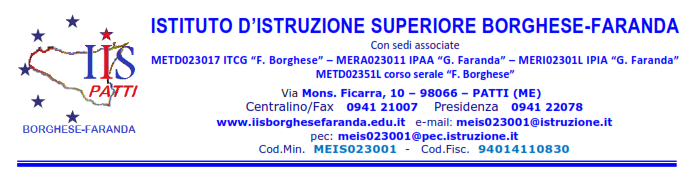 IIS
PATTI
BORGHESE-FARANDA
ISTITUTO D'ISTRUZIONE SUPERIORE BORGHESE-FARANDA
Con sedi associate
METD023017 ITCG “F. Borghese” – MERA023011 IPAA “G. Faranda” – MERI02301L IPIA “G. Faranda”
METD02351L corso serale “F. Borghese”
Via Mons. Ficarra, 10 – 98066 – PATTI (ME)
Centralino/Fax 0941 21007 Presidenza 0941 22078
www.iisborghesefaranda.edu.it e-mail: meis023001@istruzione.it
pec: meis023001@pec.istruzione.it
Cod.Min. MEIS023001 - Cod.Fisc. 94014110830